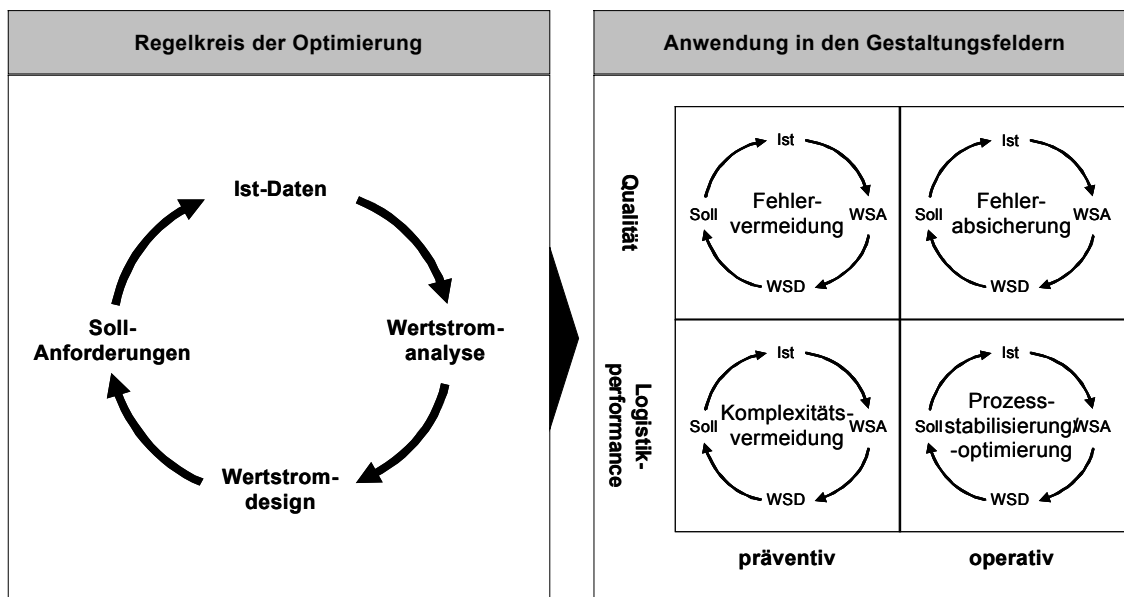 Regelkreis der Optimierung
Ist-Daten
Wertstrom-
analyse
Wertstrom-
design
Soll-
Anforderungen
Anwendung in den Gestaltungsfeldern
Qualität
Ist
Soll
Fehler-
vermeidung
WSA
WSD
Ist
Soll
Fehler-
absicherung
WSA
WSD
Logistik-
performance
Ist
Soll
Komplexitäts-
vermeidung
WSA
WSD
Ist
Soll
Prozess-
stabilisierung/
-optimierung
WSA
WSD
präventiv
operativ